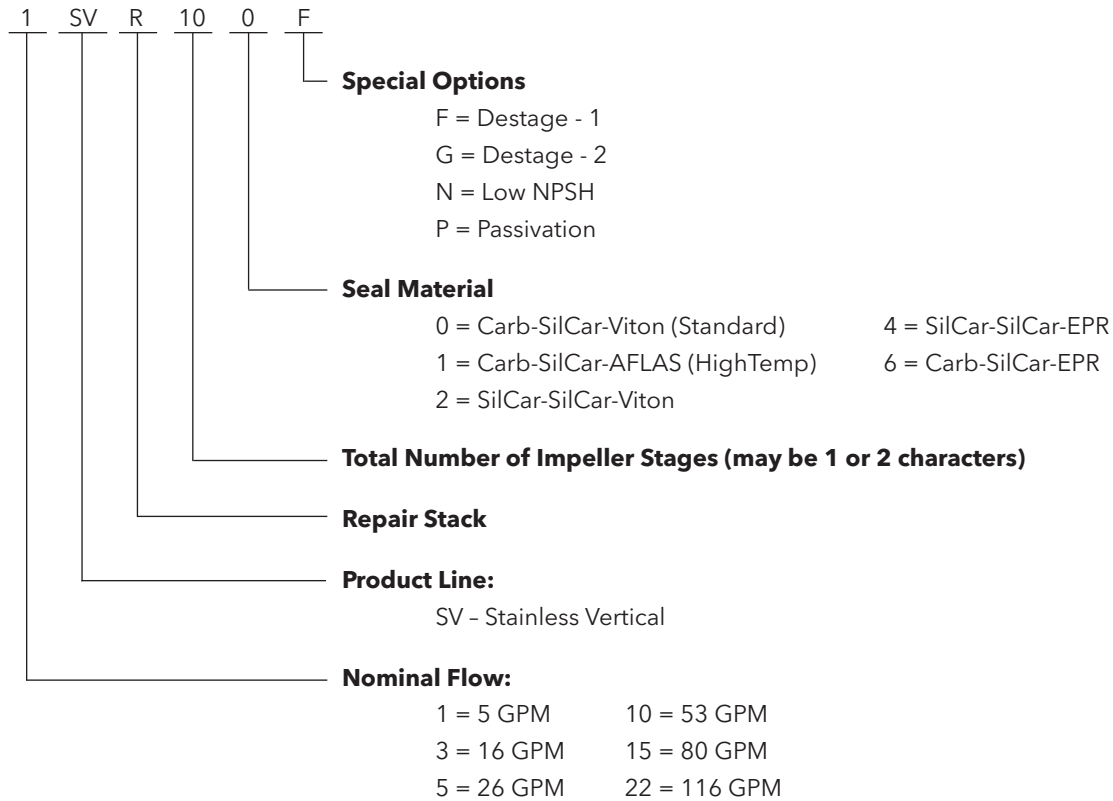 1 SV R 10 0 F
Special Options
F = Destage - 1
G = Destage - 2
N = Low NPSH
P = Passivation
Seal Material
0 = Carb-SilCar-Viton (Standard) 4 = SilCar-SilCar-EPR
1 = Carb-SilCar-AFLAS (HighTemp) 6 = Carb-SilCar-EPR
2 = SilCar-SilCar-Viton
Total Number of Impeller Stages (may be 1 or 2 characters)
Repair Stack
Product Line:
SV – Stainless Vertical
Nominal Flow:
1 = 5 GPM 10 = 53 GPM
3 = 16 GPM 15 = 80 GPM
5 = 26 GPM 22 = 116 GPM